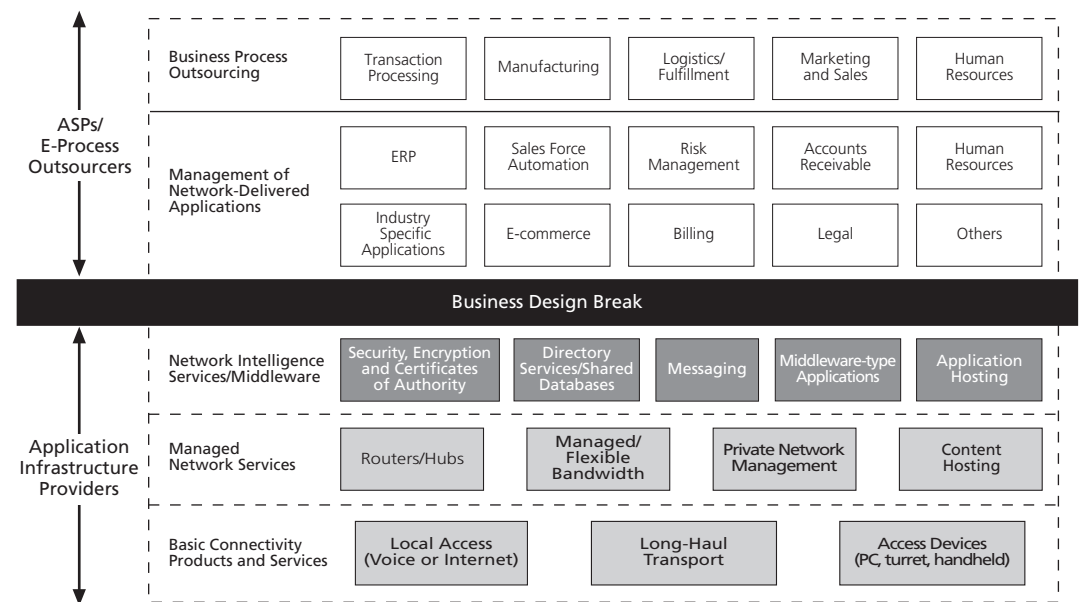 ASPs/
E-Process
Outsourcers
Business Process
Outsourcing
Transaction
Processing
Manufacturing
Logistics/
Fulfillment
Marketing
and Sales
Human
Resources
Management of
Network-Delivered
Applications
ERP
Sales Force
Automation
Risk
Management
Accounts
Receivable
Human
Resources
Industry
Specific
Applications
E-commerce
Billing
Legal
Others
Business Design Break
Application
Infrastructure
Providers
Network Intelligence
Services/Middleware
Security, Encryption
and Certificates
of Authority
Directory
Services/Shared
Databases
Messaging
Middleware-type
Applications
Application
Hosting
Managed
Network Services
Routers/Hubs
Managed/
Flexible
Bandwidth
Private Network
Management
Content
Hosting
Basic Connectivity
Products and Services
Local Access
(Voice or Internet)
Long-Haul
Transport
Access Devices
(PC, turret, handheld)